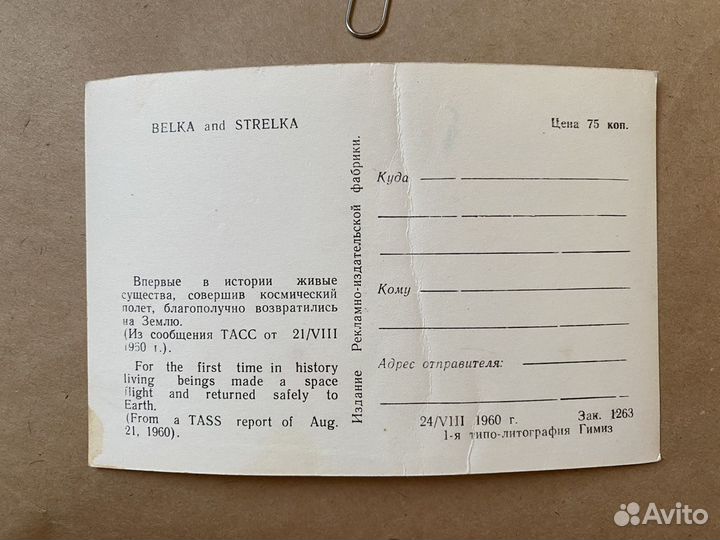 BELKA and STRELKA
Впервые в истории живые
существа, совершив космический
полет, благополучно возвратились
на Землю.
(Из сообщения ТАСС от 21/VIII
1960 г.).
For the first time in history
living beings made a space
flight and returned safely to
Earth.
(From a TASS report of Aug.
21, 1960).
Издание Рекламно-издательской фабрики.
Цена 75 коп.
Куда
Кому
Адрес отправителя:
24/VIII 1960 г. Зак. 1263
1-я типо-литография Гимиз
Avito